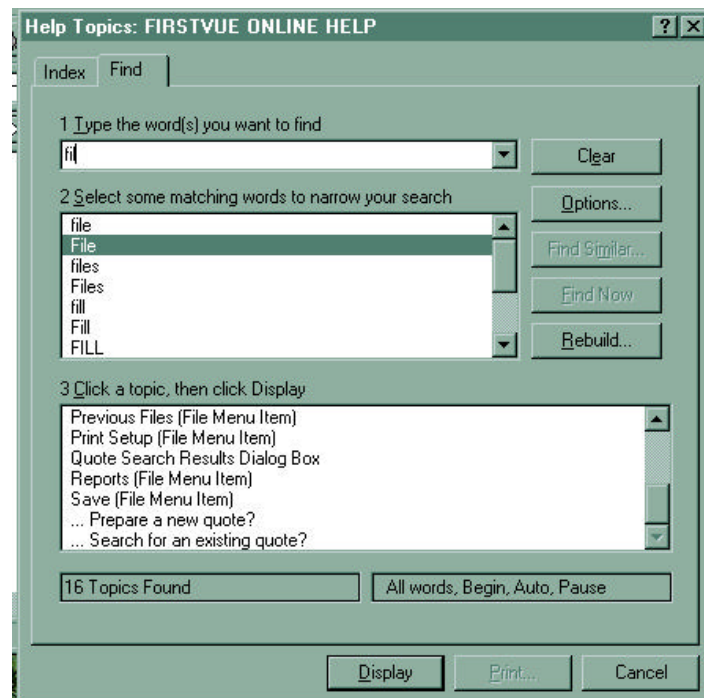 Help Topics: FIRSTVUE ONLINE HELP
Index Find
1 Type the word(s) you want to find
fil
Clear
2 Select some matching words to narrow your search
Options...
file
File
files
Files
fill
Fill
FILL
Find Similar...
Find Now
Rebuild...
3 Click a topic, then click Display
Previous Files (File Menu Item)
Print Setup (File Menu Item)
Quote Search Results Dialog Box
Reports (File Menu Item)
Save (File Menu Item)
... Prepare a new quote?
... Search for an existing quote?
16 Topics Found
All words, Begin, Auto, Pause
Display Print... Cancel